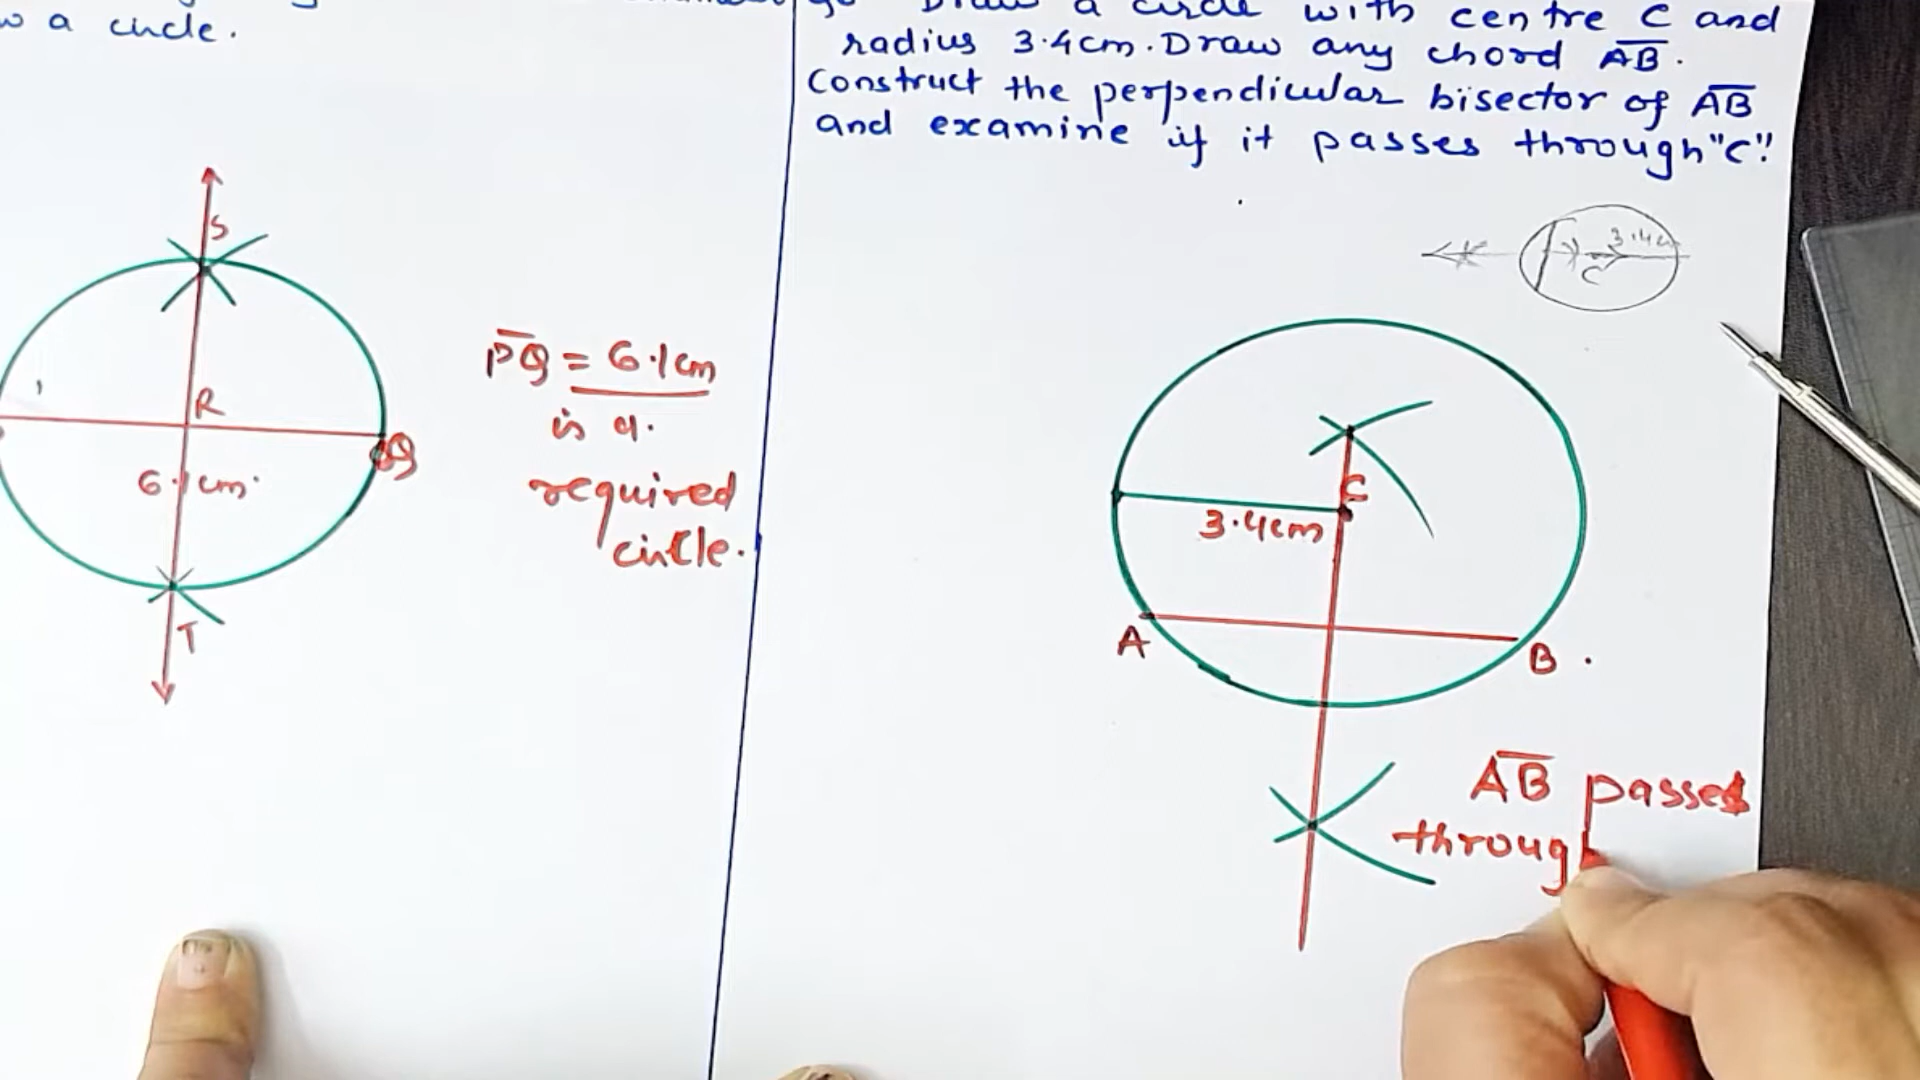 a circle.
Draw a circle with centre C and
radius 3.4cm. Draw any chord AB.
Construct the perpendicular bisector of AB
and examine if it passes through "C".
3.4c
C
S
R
Q
6.1cm.
T
PQ = 6.1cm
is a.
required
circle.
C
3.4cm
A
B.
AB passes
throug